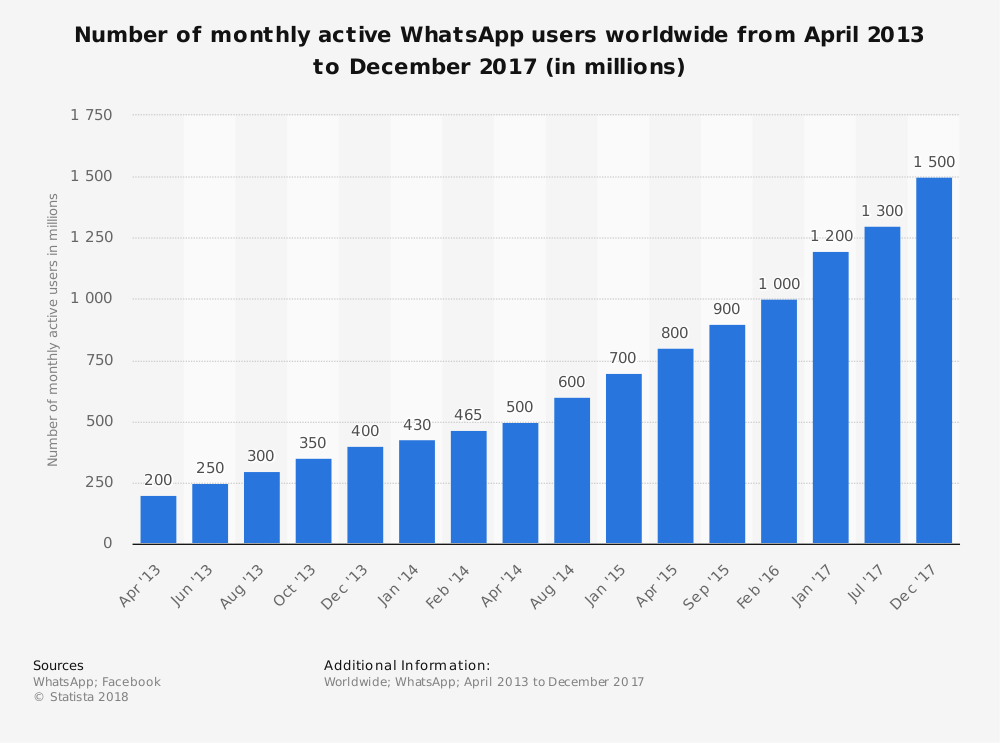 Number of monthly active WhatsApp users worldwide from April 2013
to December 2017 (in millions)
Number of monthly active users in millions
1 750
1 500
1 250
1 000
750
500
250
0
200
250
300
350
400
430
465
500
600
700
800
900
1 000
1 200
1 300
1 500
Apr '13
Jun '13
Aug '13
Oct '13
Dec '13
Jan '14
Feb '14
Apr '14
Aug '14
Jan '15
Apr '15
Sep '15
Feb '16
Jan '17
Jul '17
Dec '17
Sources
WhatsApp; Facebook
© Statista 2018
Additional Information:
Worldwide; WhatsApp; April 2013 to December 2017